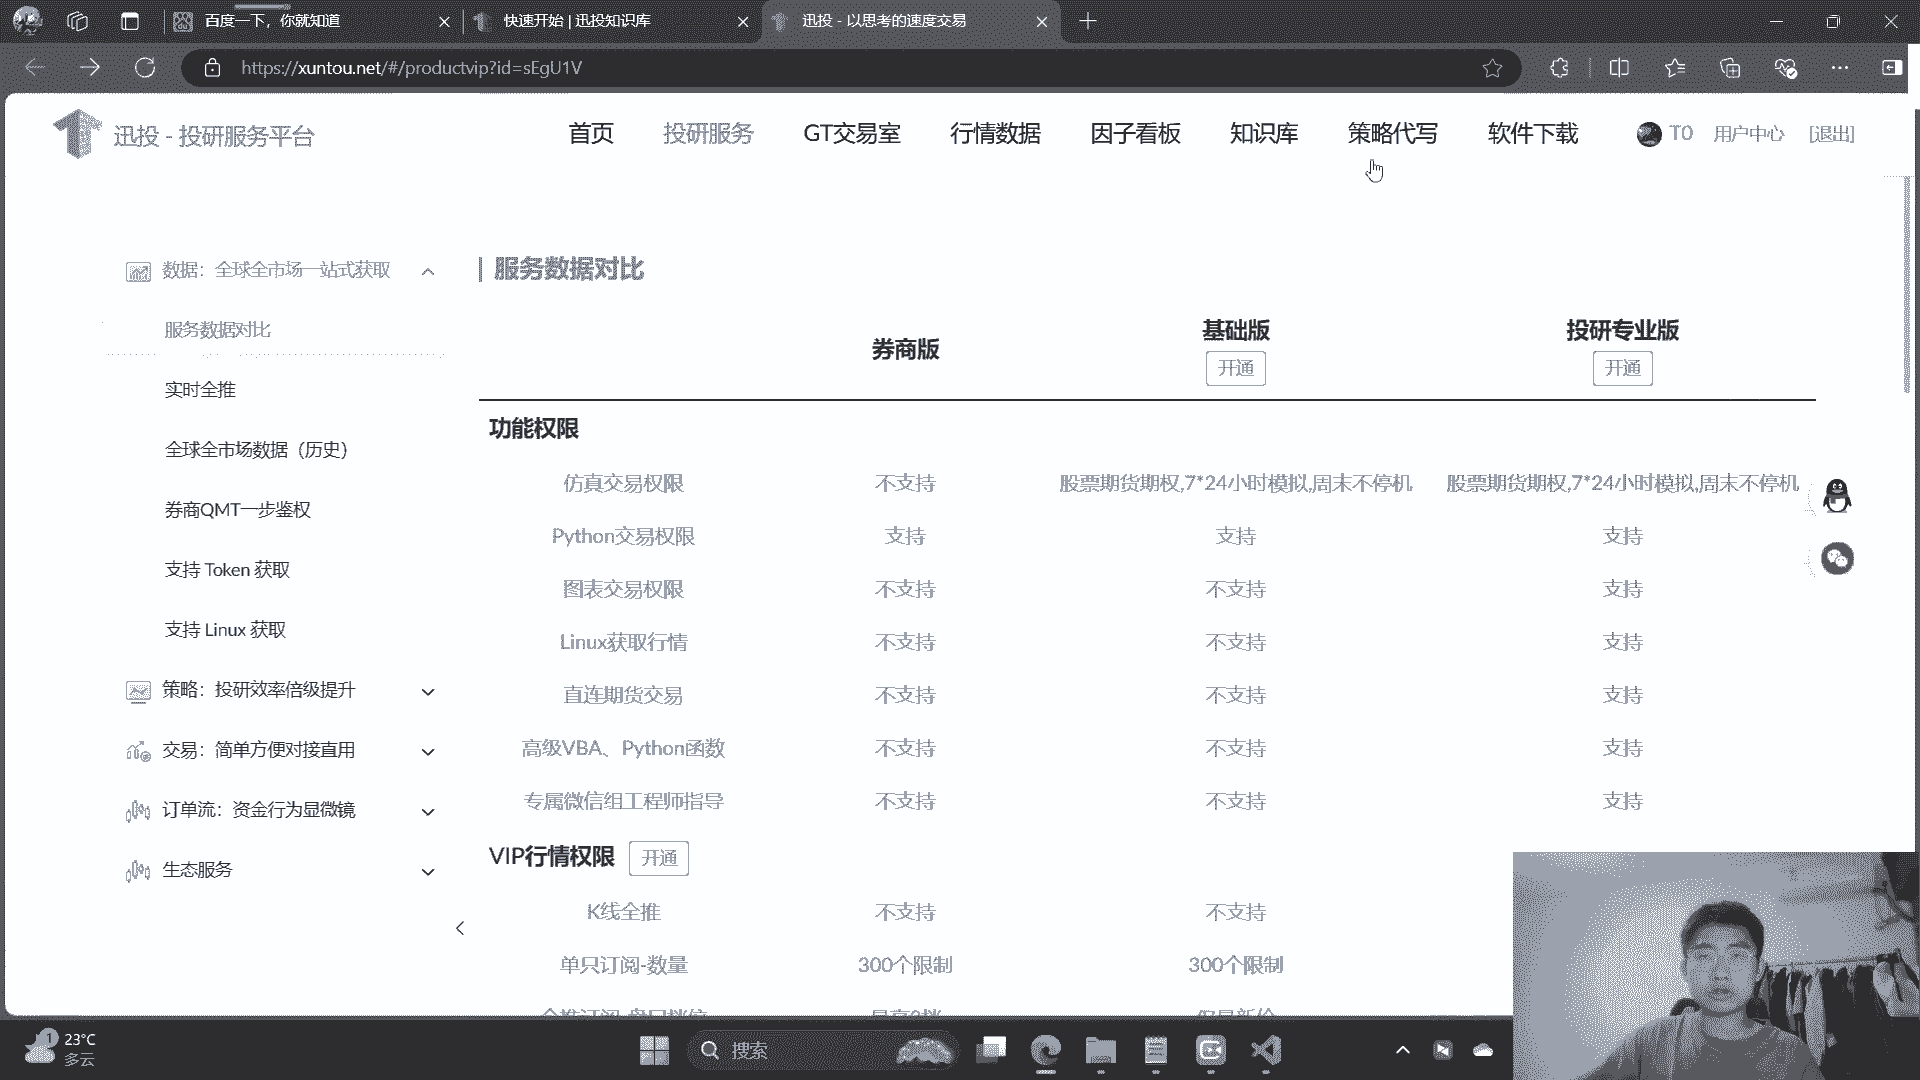 百度一下，你就知道
快速开始 | 迅投知识库
迅投 - 以思考的速度交易
https://xuntou.net/#/productvip?id=sEgU1V
迅投 - 投研服务平台
首页
投研服务
GT交易室
行情数据
因子看板
知识库
策略代写
软件下载
TO
用户中心
[退出]
数据：全球全市场一站式获取
服务数据对比
实时全推
全球全市场数据（历史）
券商QMT一步鉴权
支持 Token 获取
支持 Linux 获取
策略：投研效率倍级提升
交易：简单方便对接直用
订单流：资金行为显微镜
生态服务
服务数据对比
券商版
基础版
开通
投研专业版
开通
功能权限
仿真交易权限 不支持 股票期货期权,7*24小时模拟,周末不停机 股票期货期权,7*24小时模拟,周末不停机
Python交易权限 支持 支持 支持
图表交易权限 不支持 不支持 支持
Linux获取行情 不支持 不支持 支持
直连期货交易 不支持 不支持 支持
高级VBA、Python函数 不支持 不支持 支持
专属微信组工程师指导 不支持 不支持 支持
VIP行情权限 开通
K线全推 不支持 不支持
单只订阅-数量 300个限制 300个限制
1
23°C
多云
搜索